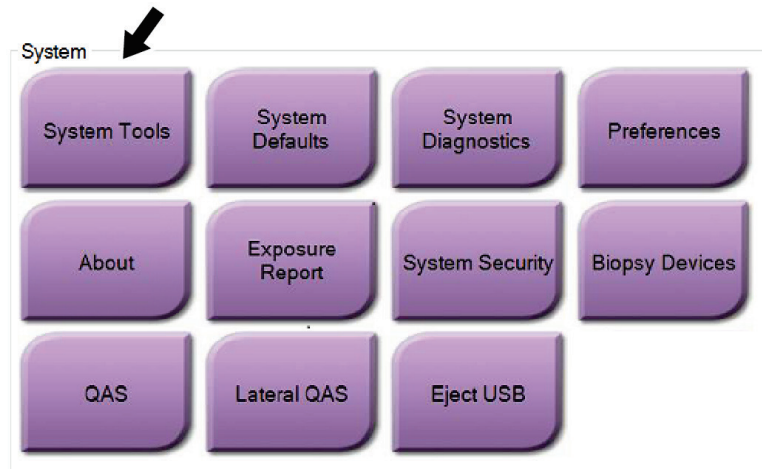 System
System Tools
System
Defaults
System
Diagnostics
Preferences
About
Exposure
Report
System Security
Biopsy Devices
QAS
Lateral QAS
Eject USB